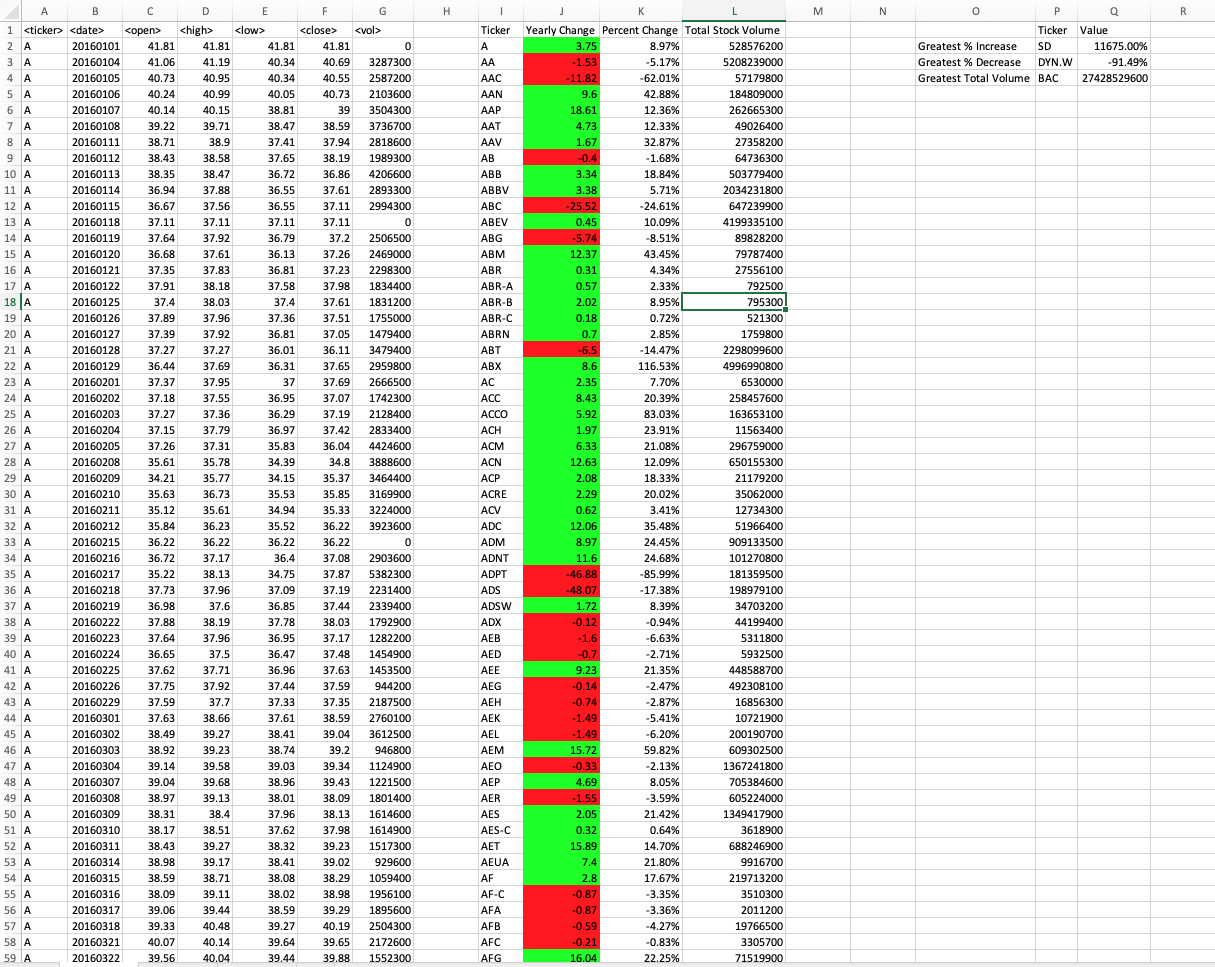 A B C D E F G H I J K L M N O P Q R
1 <ticker> <date> <open> <high> <low> <close> <vol> Ticker Yearly Change Percent Change Total Stock Volume Ticker Value
2 A 20160101 41.81 41.81 41.81 41.81 0 A 3.75 8.97% 528576200 Greatest % Increase SD 11675.00%
3 A 20160104 41.06 41.19 40.34 40.69 3287300 AA -1.53 -5.17% 5208239000 Greatest % Decrease DYN.W -91.49%
4 A 20160105 40.73 40.95 40.34 40.55 2587200 AAC -11.82 -62.01% 57179800 Greatest Total Volume BAC 27428529600
5 A 20160106 40.24 40.99 40.05 40.73 2103600 AAN 9.6 42.88% 184809000
6 A 20160107 40.14 40.15 38.81 39 3504300 AAP 18.61 12.36% 262665300
7 A 20160108 39.22 39.71 38.47 38.59 3736700 AAT 4.73 12.33% 49026400
8 A 20160111 38.71 38.9 37.41 37.94 2818600 AAV 1.67 32.87% 27358200
9 A 20160112 38.43 38.58 37.65 38.19 1989300 AB -0.4 -1.68% 64736300
10 A 20160113 38.35 38.47 36.72 36.86 4206600 ABB 3.34 18.84% 503779400
11 A 20160114 36.94 37.88 36.55 37.61 2893300 ABBV 3.38 5.71% 2034231800
12 A 20160115 36.67 37.56 36.55 37.11 2994300 ABC -25.52 -24.61% 647239900
13 A 20160118 37.11 37.11 37.11 37.11 0 ABEV 0.45 10.09% 4199335100
14 A 20160119 37.64 37.92 36.79 37.2 2506500 ABG -5.74 -8.51% 89828200
15 A 20160120 36.68 37.61 36.13 37.26 2469000 ABM 12.37 43.45% 79787400
16 A 20160121 37.35 37.83 36.81 37.23 2298300 ABR 0.31 4.34% 27556100
17 A 20160122 37.91 38.18 37.58 37.98 1834400 ABR-A 0.57 2.33% 792500
18 A 20160125 37.4 38.03 37.4 37.61 1831200 ABR-B 2.02 8.95% 795300
19 A 20160126 37.89 37.96 37.36 37.51 1755000 ABR-C 0.18 0.72% 521300
20 A 20160127 37.39 37.92 36.81 37.05 1479400 ABRN 0.7 2.85% 1759800
21 A 20160128 37.27 37.27 36.01 36.11 3479400 ABT -6.5 -14.47% 2298099600
22 A 20160129 36.44 37.69 36.31 37.65 2959800 ABX 8.6 116.53% 4996990800
23 A 20160201 37.37 37.95 37 37.69 2666500 AC 2.35 7.70% 6530000
24 A 20160202 37.18 37.55 36.95 37.07 1742300 ACC 8.43 20.39% 258457600
25 A 20160203 37.27 37.36 36.29 37.19 2128400 ACCO 5.92 83.03% 163653100
26 A 20160204 37.15 37.79 36.97 37.42 2833400 ACH 1.97 23.91% 11563400
27 A 20160205 37.26 37.31 35.83 36.04 4424600 ACM 6.33 21.08% 296759000
28 A 20160208 35.61 35.78 34.39 34.8 3888600 ACN 12.63 12.09% 650155300
29 A 20160209 34.21 35.77 34.15 35.37 3464400 ACP 2.08 18.33% 21179200
30 A 20160210 35.63 36.73 35.53 35.85 3169900 ACRE 2.29 20.02% 35062000
31 A 20160211 35.12 35.61 34.94 35.33 3224000 ACV 0.62 3.41% 12734300
32 A 20160212 35.84 36.23 35.52 36.22 3923600 ADC 12.06 35.48% 51966400
33 A 20160215 36.22 36.22 36.22 36.22 0 ADM 8.97 24.45% 909133500
34 A 20160216 36.72 37.17 36.4 37.08 2903600 ADNT 11.6 24.68% 101270800
35 A 20160217 35.22 38.13 34.75 37.87 5382300 ADPT -46.88 -85.99% 181359500
36 A 20160218 37.73 37.96 37.09 37.19 2231400 ADS -48.07 -17.38% 198979100
37 A 20160219 36.98 37.6 36.85 37.44 2339400 ADSW 1.72 8.39% 34703200
38 A 20160222 37.88 38.19 37.78 38.03 1792900 ADX -0.12 -0.94% 44199400
39 A 20160223 37.64 37.96 36.95 37.17 1282200 AEB -1.6 -6.63% 5311800
40 A 20160224 36.65 37.5 36.47 37.48 1454900 AED -0.7 -2.71% 5932500
41 A 20160225 37.62 37.71 36.96 37.63 1453500 AEE 9.23 21.35% 448588700
42 A 20160226 37.75 37.92 37.44 37.59 944200 AEG -0.14 -2.47% 492308100
43 A 20160229 37.59 37.7 37.33 37.35 2187500 AEH -0.74 -2.87% 16856300
44 A 20160301 37.63 38.66 37.61 38.59 2760100 AEK -1.49 -5.41% 10721900
45 A 20160302 38.49 39.27 38.41 39.04 3612500 AEL -1.49 -6.20% 200190700
46 A 20160303 38.92 39.23 38.74 39.2 946800 AEM 15.72 59.82% 609302500
47 A 20160304 39.14 39.58 39.03 39.34 1124900 AEO -0.33 -2.13% 1367241800
48 A 20160307 39.04 39.68 38.96 39.43 1221500 AEP 4.69 8.05% 705384600
49 A 20160308 38.97 39.13 38.01 38.09 1801400 AER -1.55 -3.59% 605224000
50 A 20160309 38.31 38.4 37.96 38.13 1614600 AES 2.05 21.42% 1349417900
51 A 20160310 38.17 38.51 37.62 37.98 1614900 AES-C 0.32 0.64% 3618900
52 A 20160311 38.43 39.27 38.32 39.23 1517300 AET 15.89 14.70% 688246900
53 A 20160314 38.98 39.17 38.41 39.02 929600 AEUA 7.4 21.80% 9916700
54 A 20160315 38.59 38.71 38.08 38.29 1059400 AF 2.8 17.67% 219713200
55 A 20160316 38.09 39.11 38.02 38.98 1956100 AF-C -0.87 -3.35% 3510300
56 A 20160317 39.06 39.44 38.59 39.29 1895600 AFA -0.87 -3.36% 2011200
57 A 20160318 39.33 40.48 39.27 40.19 2504300 AFB -0.59 -4.27% 19766500
58 A 20160321 40.07 40.14 39.64 39.65 2172600 AFC -0.21 -0.83% 3305700
59 A 20160322 39.56 40.04 39.44 39.88 1552300 AFG 16.04 22.25% 71519900